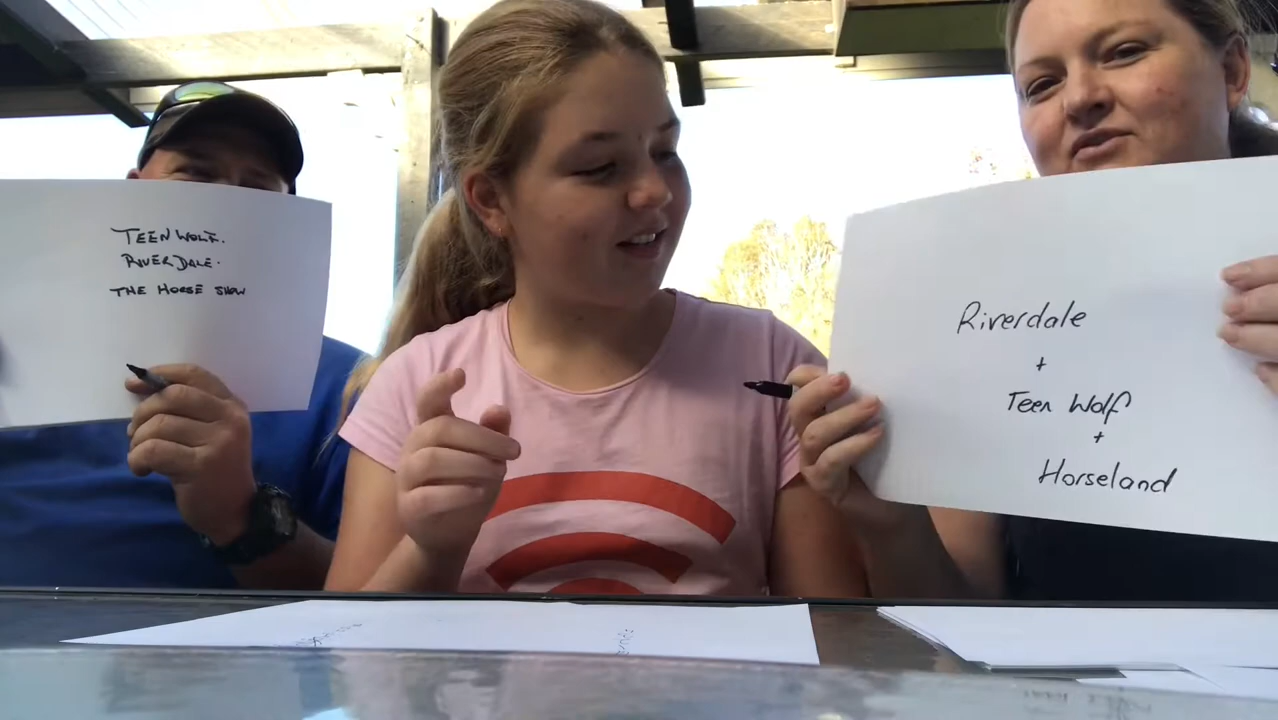 TEEN WOLF.
RIVERDALE.
THE HORSE SHOW
Riverdale
+
Teen Wolf
+
Horseland